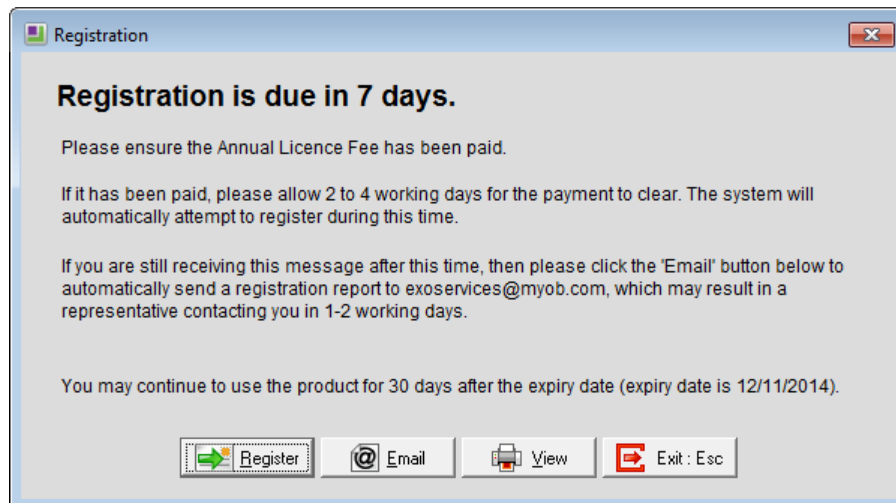 Registration
Registration is due in 7 days.
Please ensure the Annual Licence Fee has been paid.
If it has been paid, please allow 2 to 4 working days for the payment to clear. The system will
automatically attempt to register during this time.
If you are still receiving this message after this time, then please click the 'Email' button below to
automatically send a registration report to exoservices@myob.com, which may result in a
representative contacting you in 1-2 working days.
You may continue to use the product for 30 days after the expiry date (expiry date is 12/11/2014).
Register @ Email View Exit : Esc